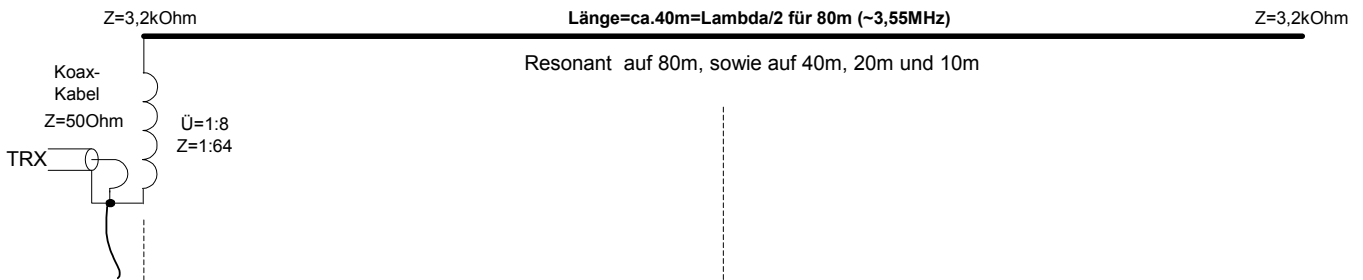 Z=3,2kOhm
Länge=ca.40m=Lambda/2 für 80m (~3,55MHz)
Z=3,2kOhm
Resonant auf 80m, sowie auf 40m, 20m und 10m
Koax-
Kabel
Z=50Ohm
Ü=1:8
Z=1:64
TRX